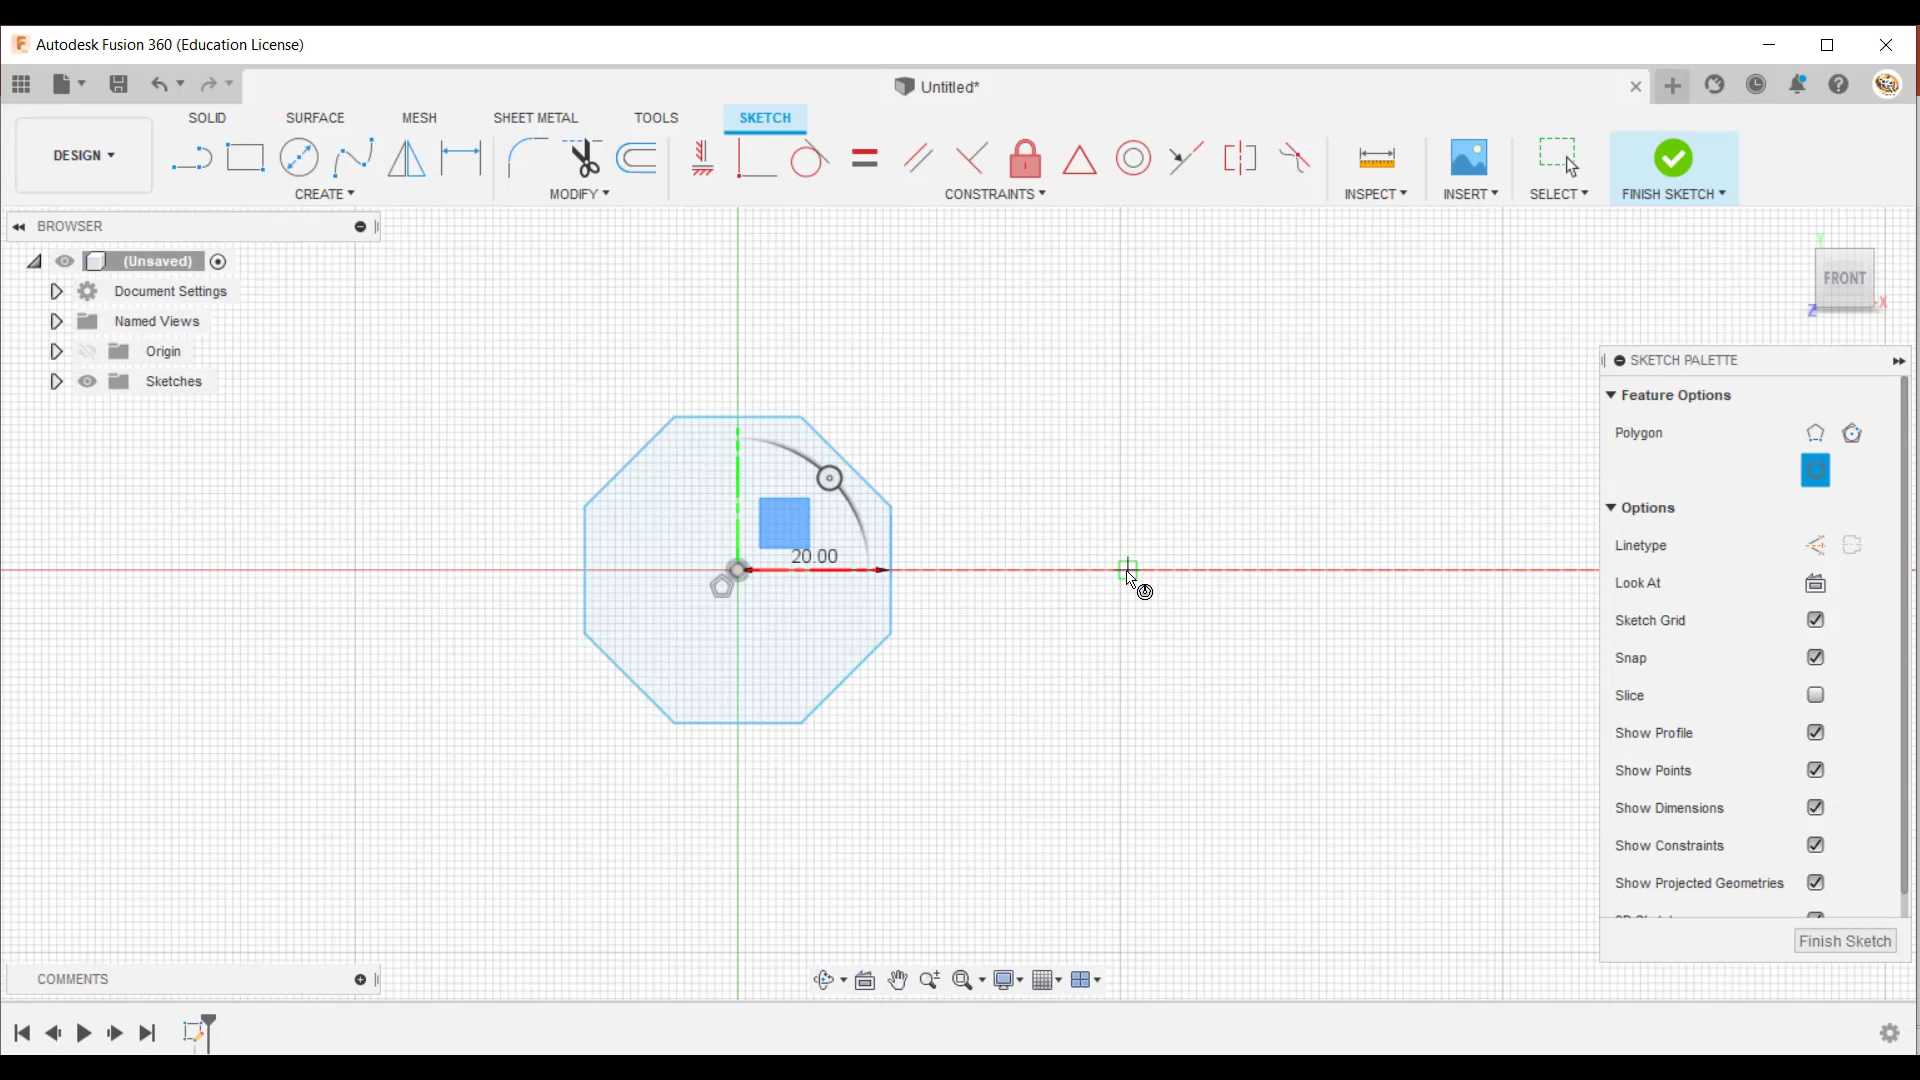 Autodesk Fusion 360 (Education License)
Untitled*
SOLID SURFACE MESH SHEET METAL TOOLS SKETCH
DESIGN
CREATE MODIFY CONSTRAINTS INSPECT INSERT SELECT FINISH SKETCH
BROWSER
(Unsaved)
Document Settings
Named Views
Origin
Sketches
Y
FRONT
X
Z
20.00
SKETCH PALETTE
Feature Options
Polygon
Options
Linetype
Look At
Sketch Grid
Snap
Slice
Show Profile
Show Points
Show Dimensions
Show Constraints
Show Projected Geometries
Finish Sketch
COMMENTS